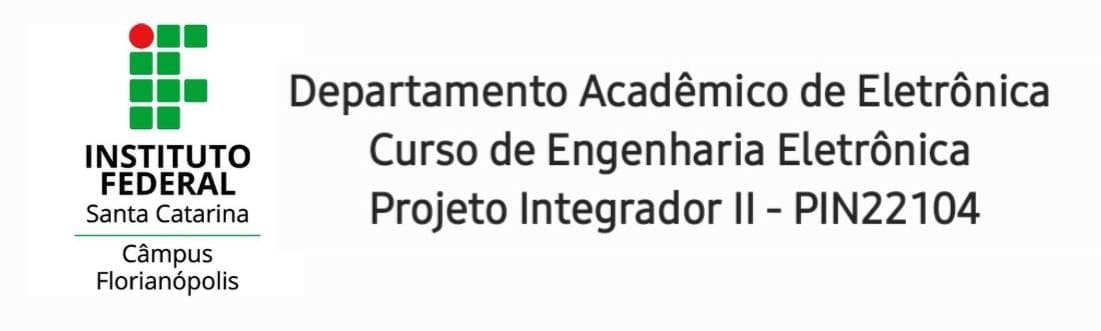 INSTITUTO
FEDERAL
Santa Catarina
Câmpus
Florianópolis
Departamento Acadêmico de Eletrônica
Curso de Engenharia Eletrônica
Projeto Integrador II - PIN22104